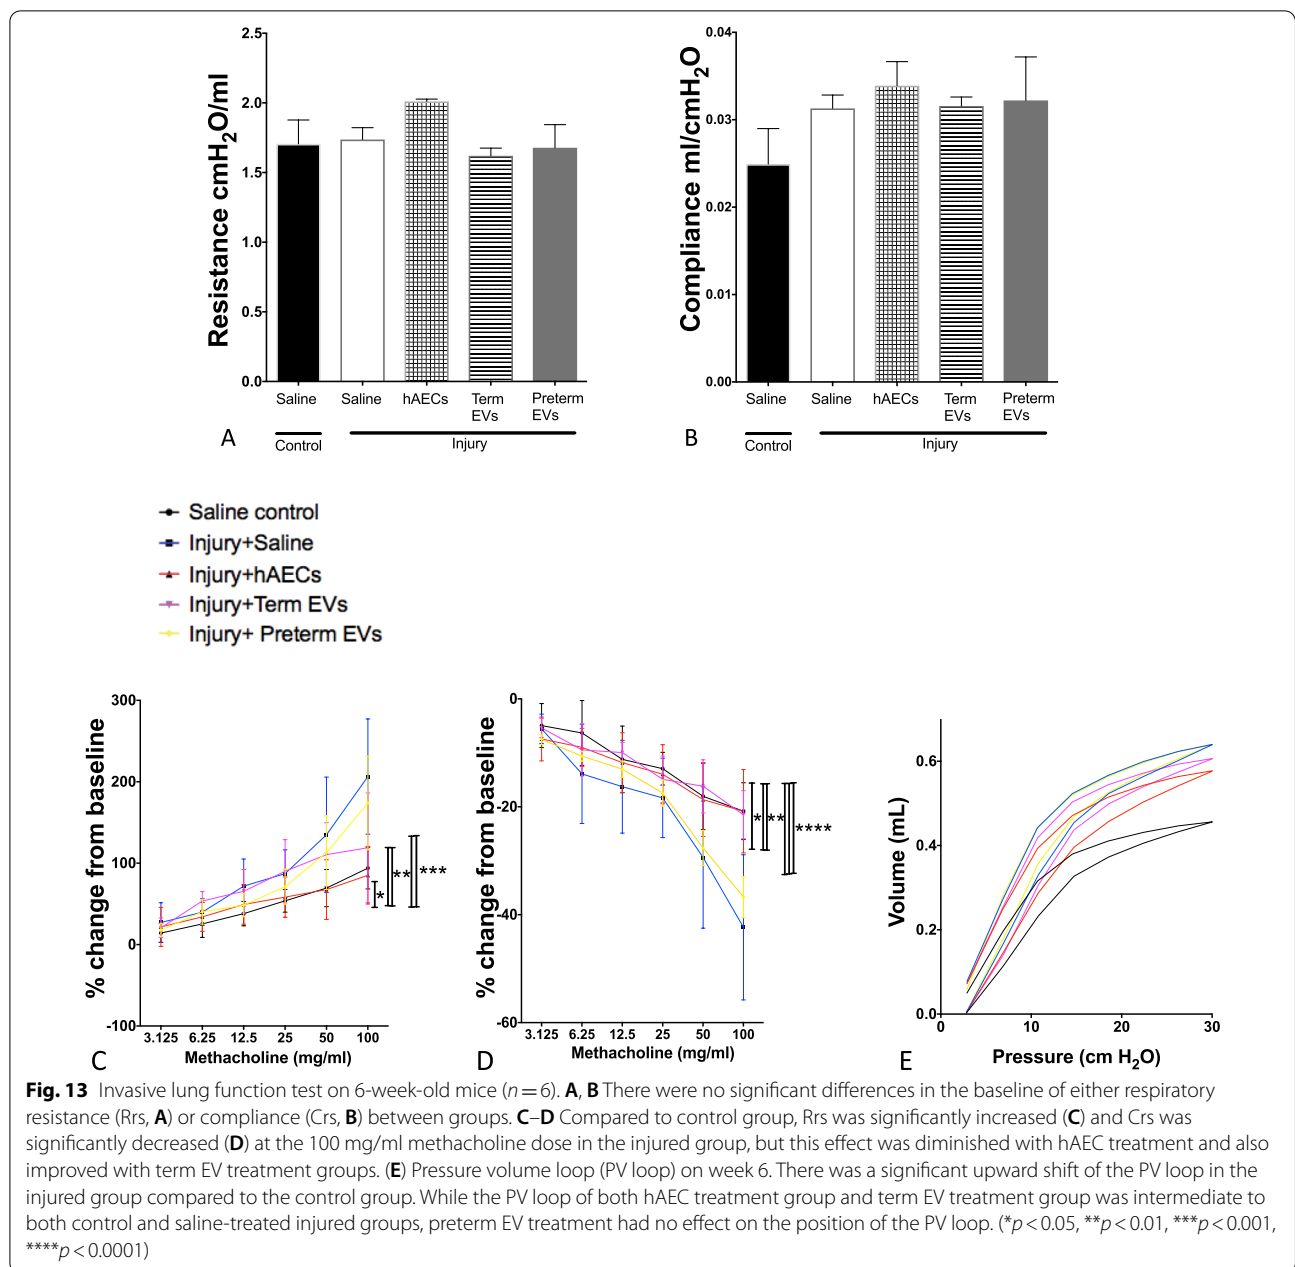 2.5
2.0
1.5
1.0
0.5
0.0
Resistance cmH2O/ml
Saline Saline hAECs Term EVs Preterm EVs
Control Injury
A
0.04
0.03
0.02
0.01
0.00
Compliance ml/cmH2O
Saline Saline hAECs Term EVs Preterm EVs
Control Injury
B
Saline control
Injury+Saline
Injury+hAECs
Injury+Term EVs
Injury+ Preterm EVs
300
200
100
0
-100
% change from baseline
* ** ***
3.125 6.25 12.5 25 50 100
Methacholine (mg/ml)
C
0
-20
-40
-60
% change from baseline
* ** ****
3.125 6.25 12.5 25 50 100
Methacholine (mg/ml)
D
0.6
0.4
0.2
0.0
Volume (mL)
0 10 20 30
Pressure (cm H2O)
E
Fig. 13 Invasive lung function test on 6-week-old mice (n = 6). A, B There were no significant differences in the baseline of either respiratory
resistance (Rrs, A) or compliance (Crs, B) between groups. C–D Compared to control group, Rrs was significantly increased (C) and Crs was
significantly decreased (D) at the 100 mg/ml methacholine dose in the injured group, but this effect was diminished with hAEC treatment and also
improved with term EV treatment groups. (E) Pressure volume loop (PV loop) on week 6. There was a significant upward shift of the PV loop in the
injured group compared to the control group. While the PV loop of both hAEC treatment group and term EV treatment group was intermediate to
both control and saline-treated injured groups, preterm EV treatment had no effect on the position of the PV loop. (*p < 0.05, **p < 0.01, ***p < 0.001,
****p < 0.0001)